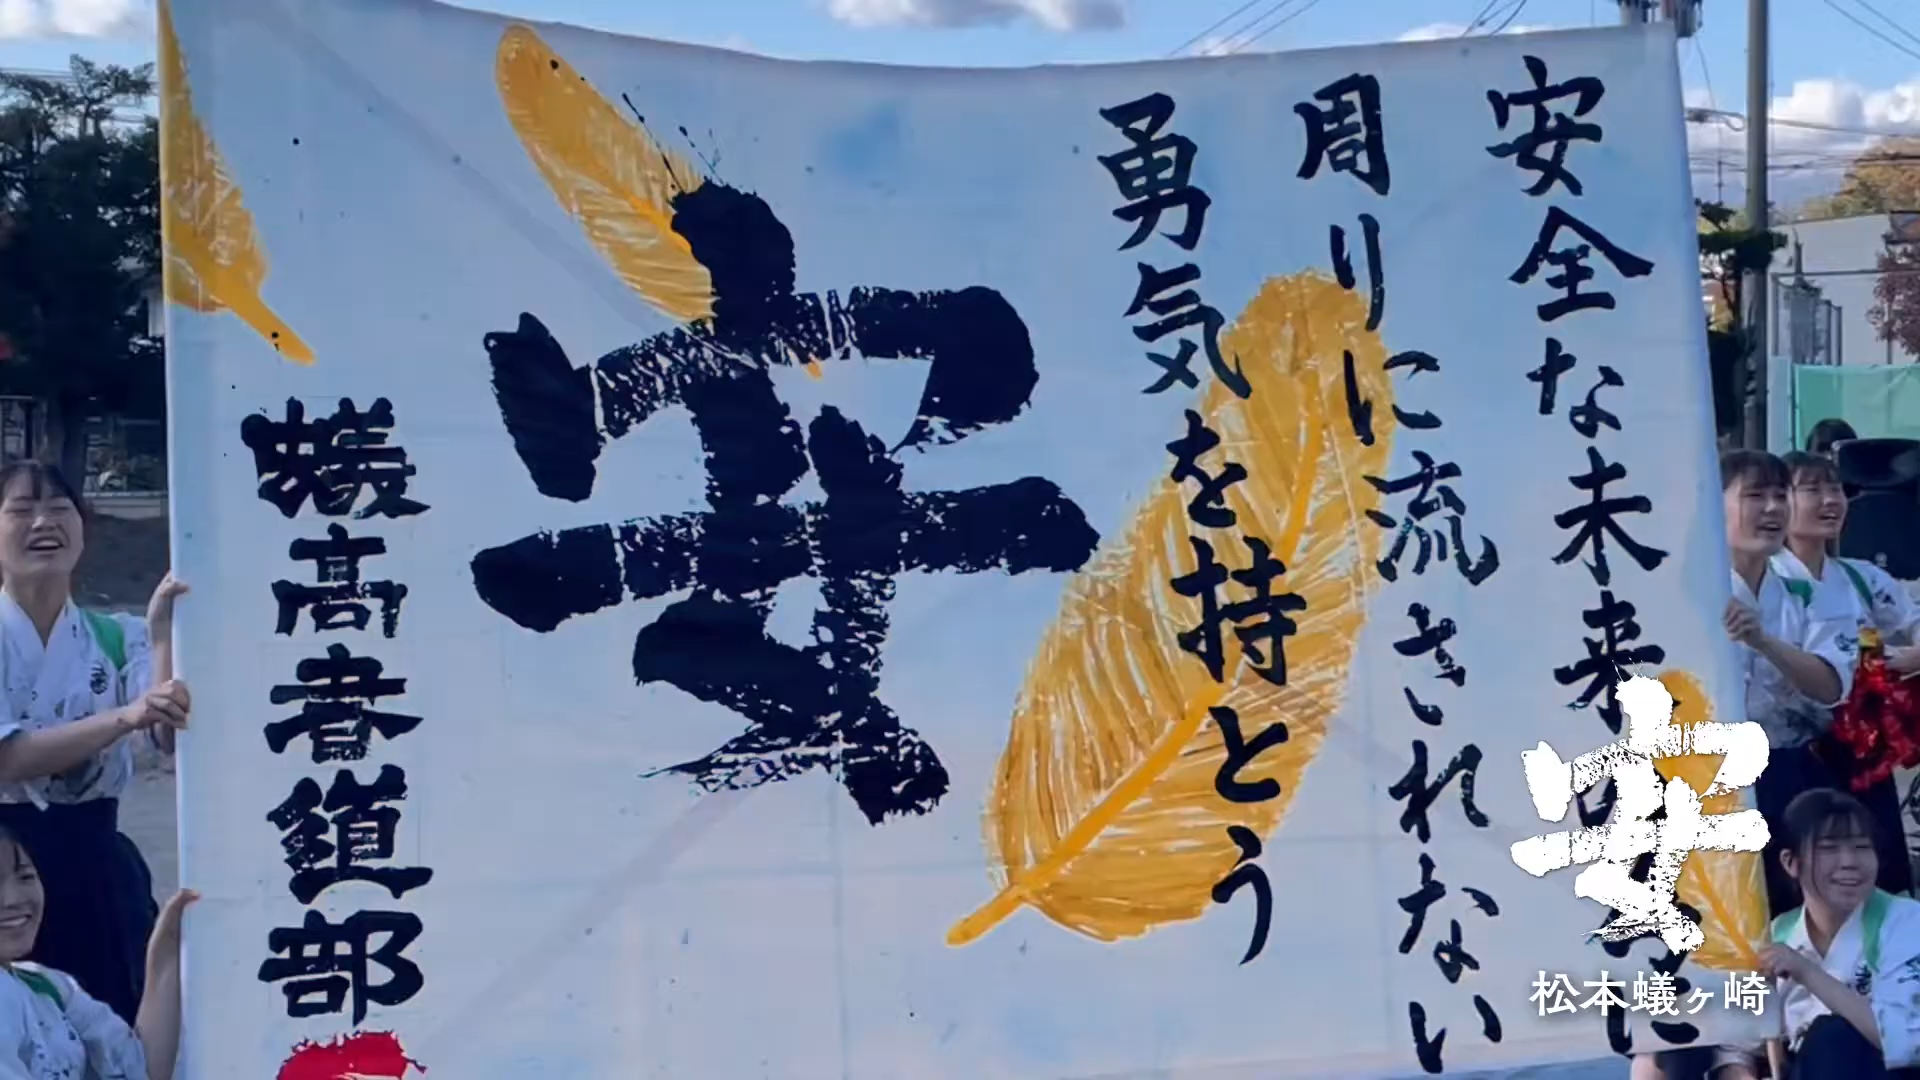 安全な未来のために
周りに流されない
勇気を持とう
安
蟻高書道部
安
松本蟻ヶ崎